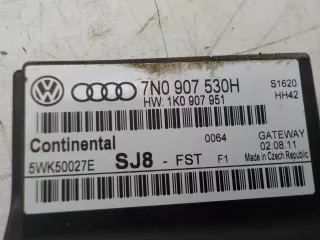 7N0 907 530H
HW: 1K0 907 951
S1620
HH42
Continental
0064
GATEWAY
02.08.11
5WK50027E
SJ8 - FST F1
Made in Czech Republic